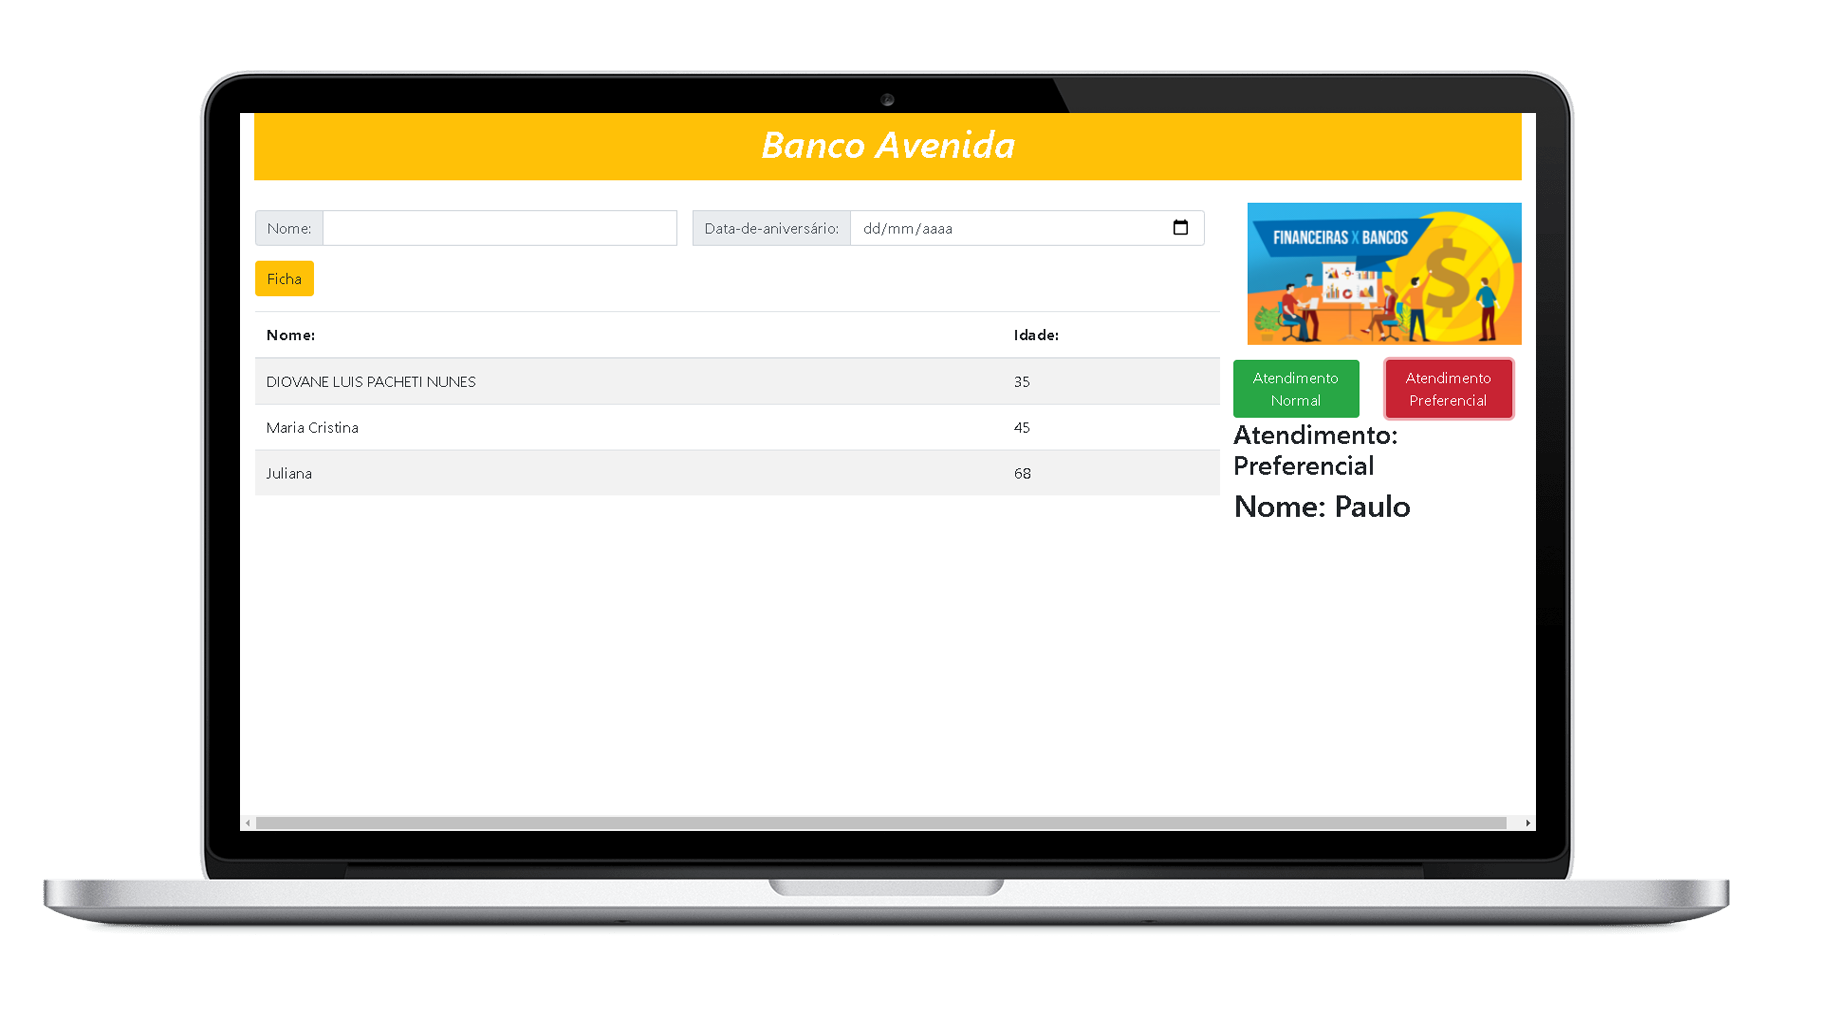 Banco Avenida
Nome:
Data-de-aniversário: dd/mm/aaaa
Ficha
FINANCEIRAS X BANCOS
Nome: Idade:
DIOVANE LUIS PACHETI NUNES 35
Maria Cristina 45
Juliana 68
Atendimento
Normal
Atendimento
Preferencial
Atendimento:
Preferencial
Nome: Paulo